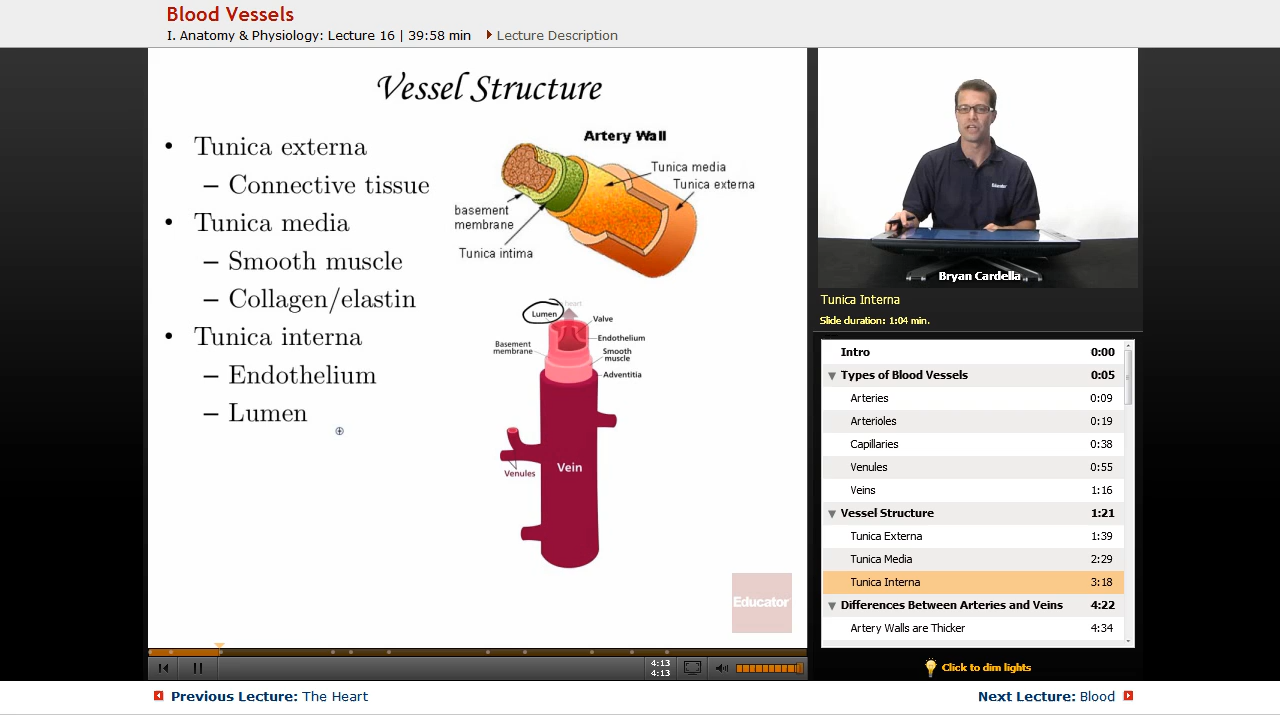 Blood Vessels
I. Anatomy & Physiology: Lecture 16 | 39:58 min Lecture Description
Vessel Structure
• Tunica externa
– Connective tissue
• Tunica media
– Smooth muscle
– Collagen/elastin
• Tunica interna
– Endothelium
– Lumen
Artery Wall
Tunica media
Tunica externa
basement
membrane
Tunica intima
heart
Lumen
Valve
Endothelium
Basement
membrane
Smooth
muscle
Adventitia
Vein
Venules
Educator
Educator
Bryan Cardella
Tunica Interna
Slide duration: 1:04 min.
Intro 0:00
Types of Blood Vessels 0:05
Arteries 0:09
Arterioles 0:19
Capillaries 0:38
Venules 0:55
Veins 1:16
Vessel Structure 1:21
Tunica Externa 1:39
Tunica Media 2:29
Tunica Interna 3:18
Differences Between Arteries and Veins 4:22
Artery Walls are Thicker 4:34
4:13
4:13
Click to dim lights
Previous Lecture: The Heart
Next Lecture: Blood